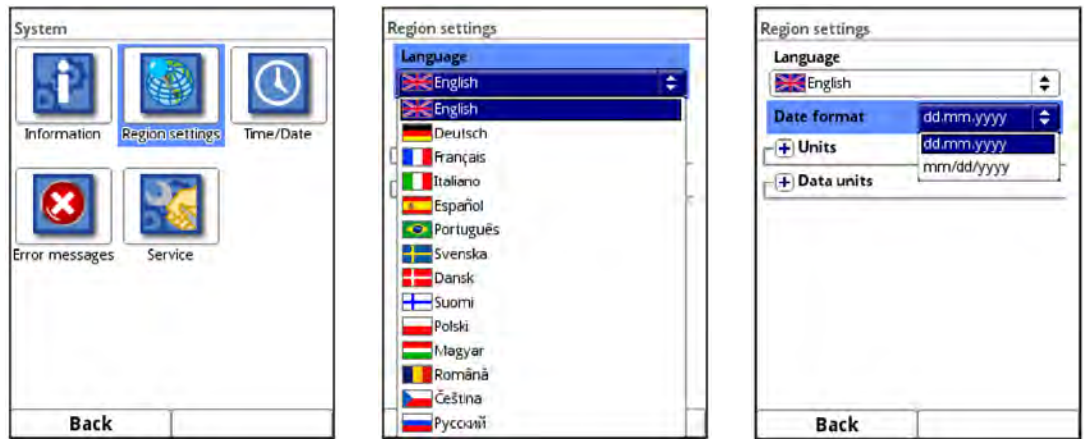 System
Information
Region settings
Time/Date
Error messages
Service
Back
Region settings
Language
English
English
Deutsch
Français
Italiano
Español
Português
Svenska
Dansk
Suomi
Polski
Magyar
Română
Čeština
Русский
Region settings
Language
English
Date format dd.mm.yyyy
dd.mm.yyyy
Units
mm/dd/yyyy
Data units
Back